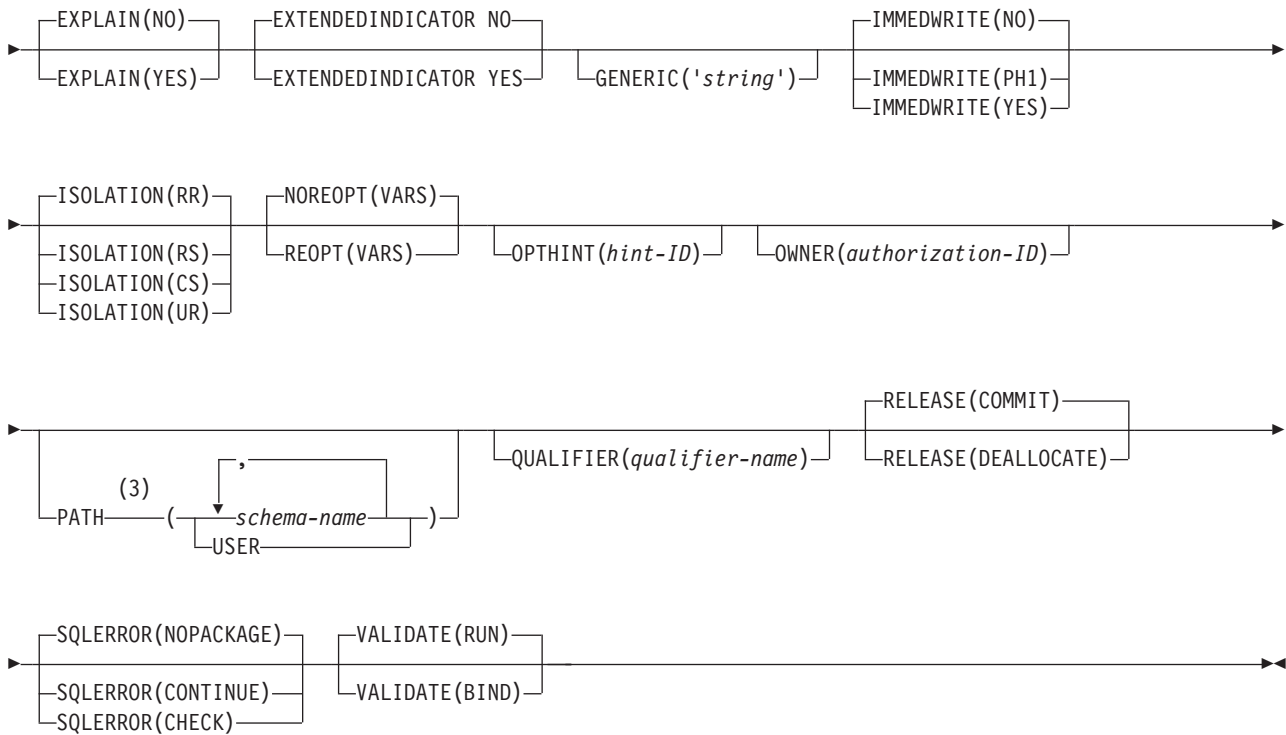 EXPLAIN(NO) EXTENDEDINDICATOR NO IMMEDWRITE(NO)
EXPLAIN(YES) EXTENDEDINDICATOR YES GENERIC('string') IMMEDWRITE(PH1)
IMMEDWRITE(YES)
ISOLATION(RR) NOREOPT(VARS)
ISOLATION(RS) REOPT(VARS) OPTHINT(hint-ID) OWNER(authorization-ID)
ISOLATION(CS)
ISOLATION(UR)
RELEASE(COMMIT)
, QUALIFIER(qualifier-name) RELEASE(DEALLOCATE)
(3)
PATH ( schema-name )
USER
SQLERROR(NOPACKAGE) VALIDATE(RUN)
SQLERROR(CONTINUE) VALIDATE(BIND)
SQLERROR(CHECK)